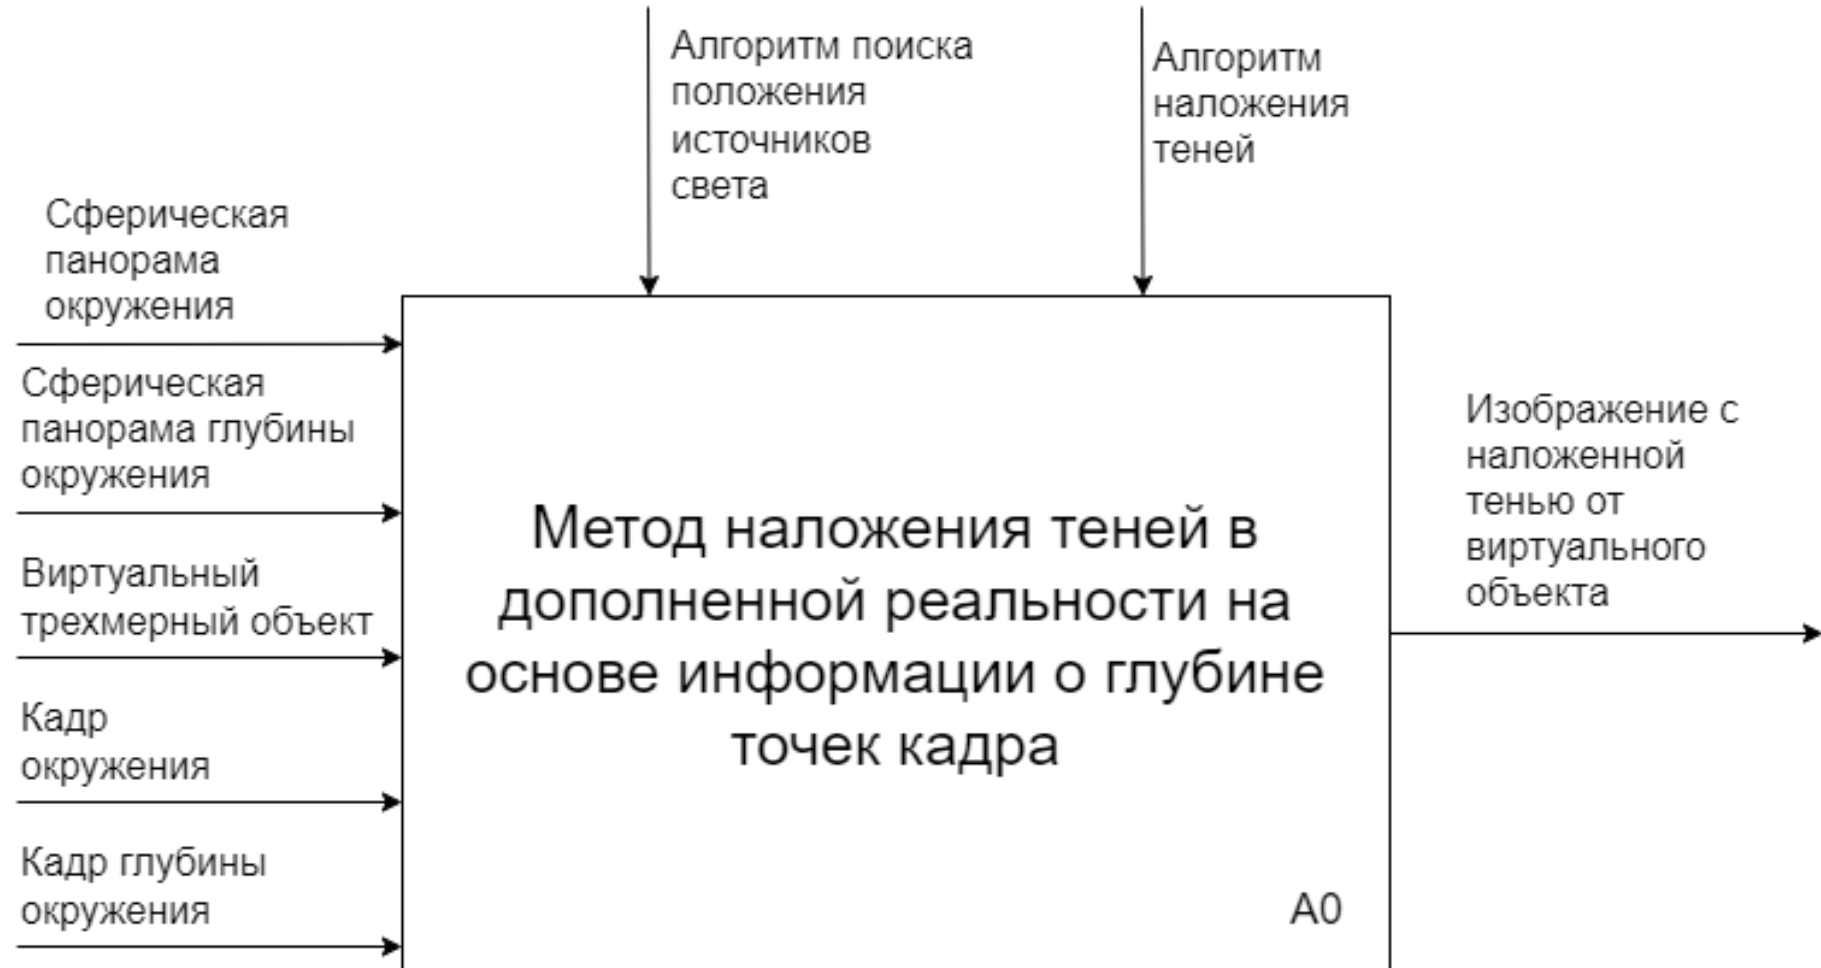 Алгоритм поиска
положения
источников
света
Алгоритм
наложения
теней
Сферическая
панорама
окружения
Сферическая
панорама глубины
окружения
Виртуальный
трехмерный объект
Кадр
окружения
Кадр глубины
окружения
Метод наложения теней в
дополненной реальности на
основе информации о глубине
точек кадра
A0
Изображение с
наложенной
тенью от
виртуального
объекта